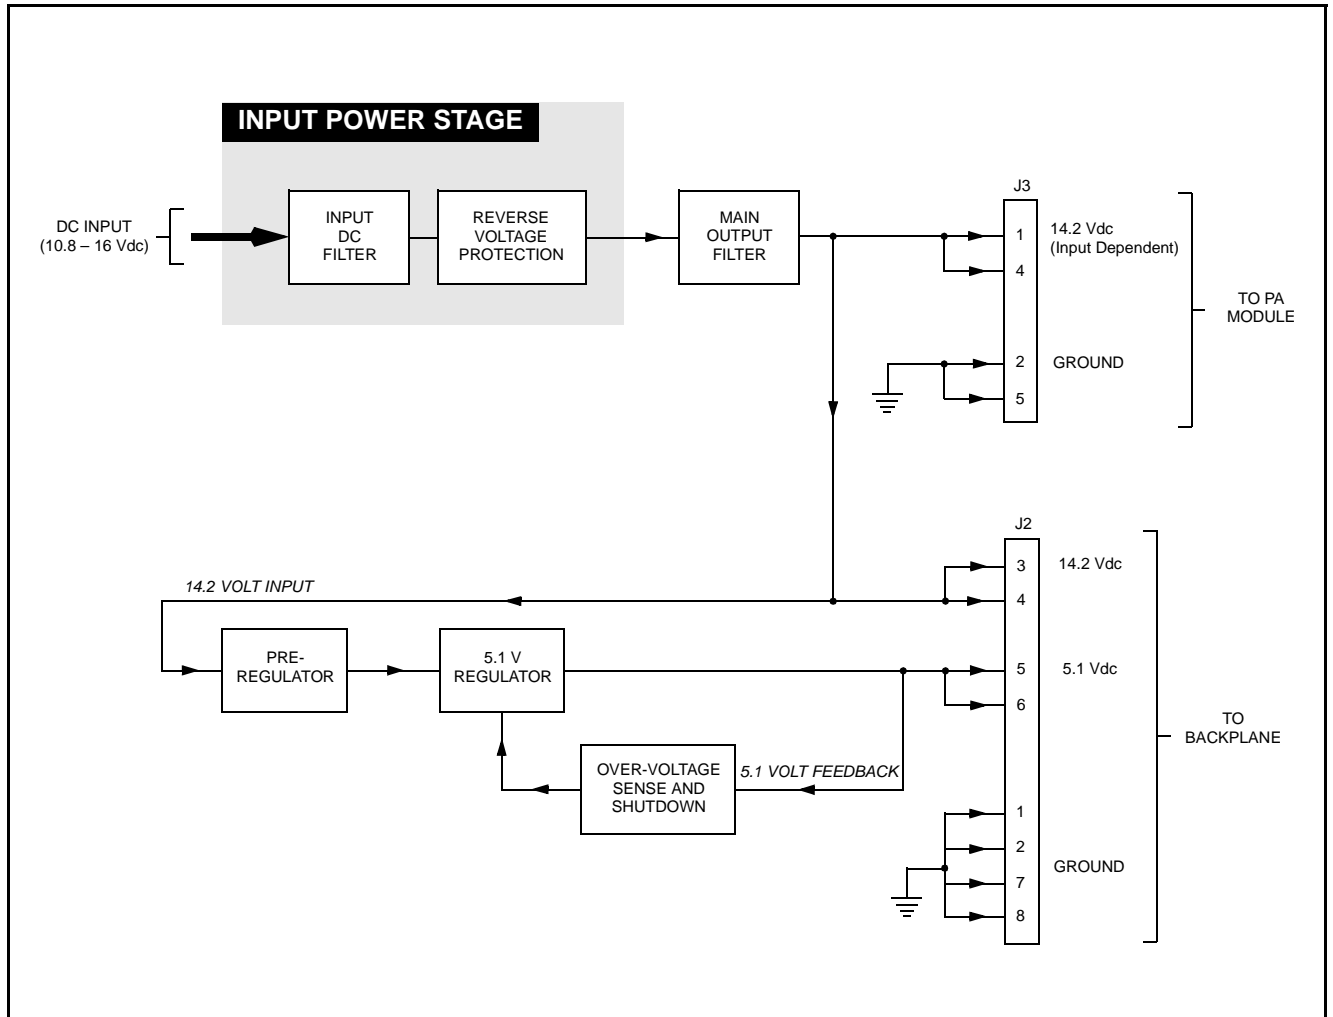 INPUT POWER STAGE
DC INPUT
(10.8 – 16 Vdc)
INPUT
DC
FILTER
REVERSE
VOLTAGE
PROTECTION
MAIN
OUTPUT
FILTER
J3
1
14.2 Vdc
(Input Dependent)
4
2
GROUND
5
TO PA
MODULE
J2
3
14.2 Vdc
4
14.2 VOLT INPUT
PRE-
REGULATOR
5.1 V
REGULATOR
5
5.1 Vdc
6
OVER-VOLTAGE
SENSE AND
SHUTDOWN
5.1 VOLT FEEDBACK
TO
BACKPLANE
1
2
GROUND
7
8